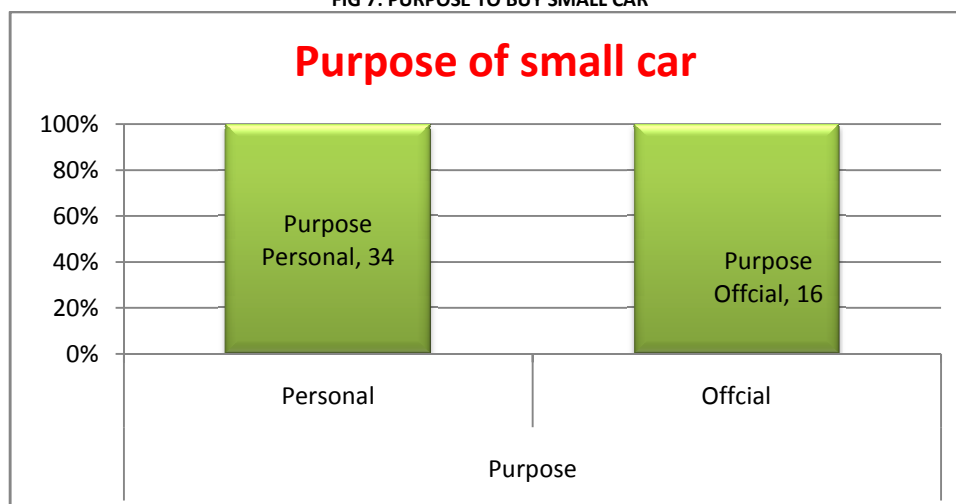 FIG 7: PURPOSE TO BUY SMALL CAR
Purpose of small car
100%
80%
60%
40%
20%
0%
Purpose
Personal, 34
Purpose
Offcial, 16
Personal
Offcial
Purpose